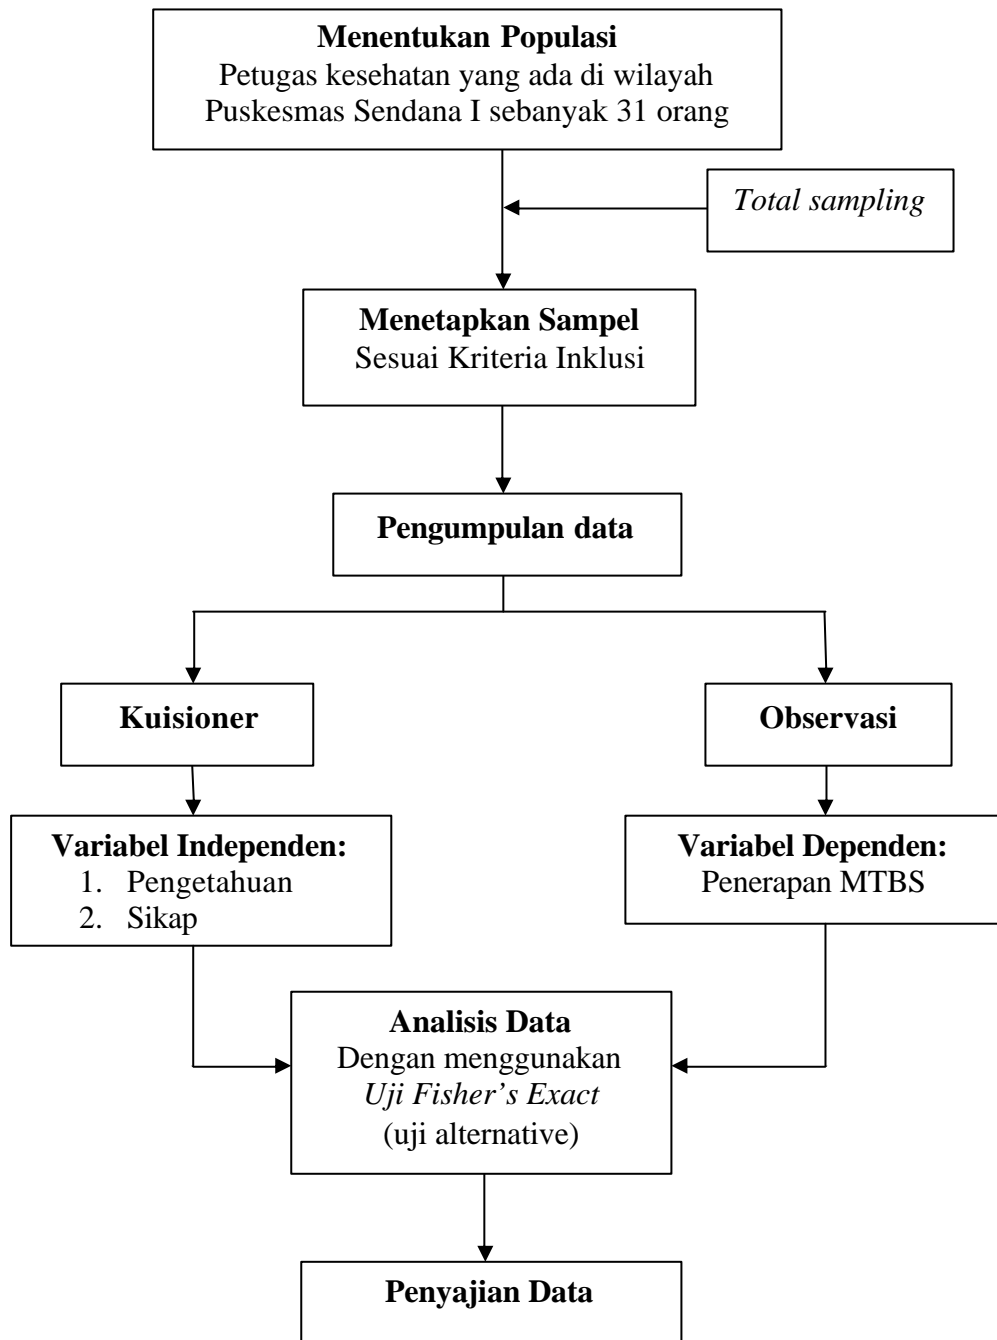 Menentukan Populasi
Petugas kesehatan yang ada di wilayah
Puskesmas Sendana I sebanyak 31 orang
Total sampling
Menetapkan Sampel
Sesuai Kriteria Inklusi
Pengumpulan data
Kuisioner
Observasi
Variabel Independen:
1. Pengetahuan
2. Sikap
Variabel Dependen:
Penerapan MTBS
Analisis Data
Dengan menggunakan
Uji Fisher’s Exact
(uji alternative)
Penyajian Data